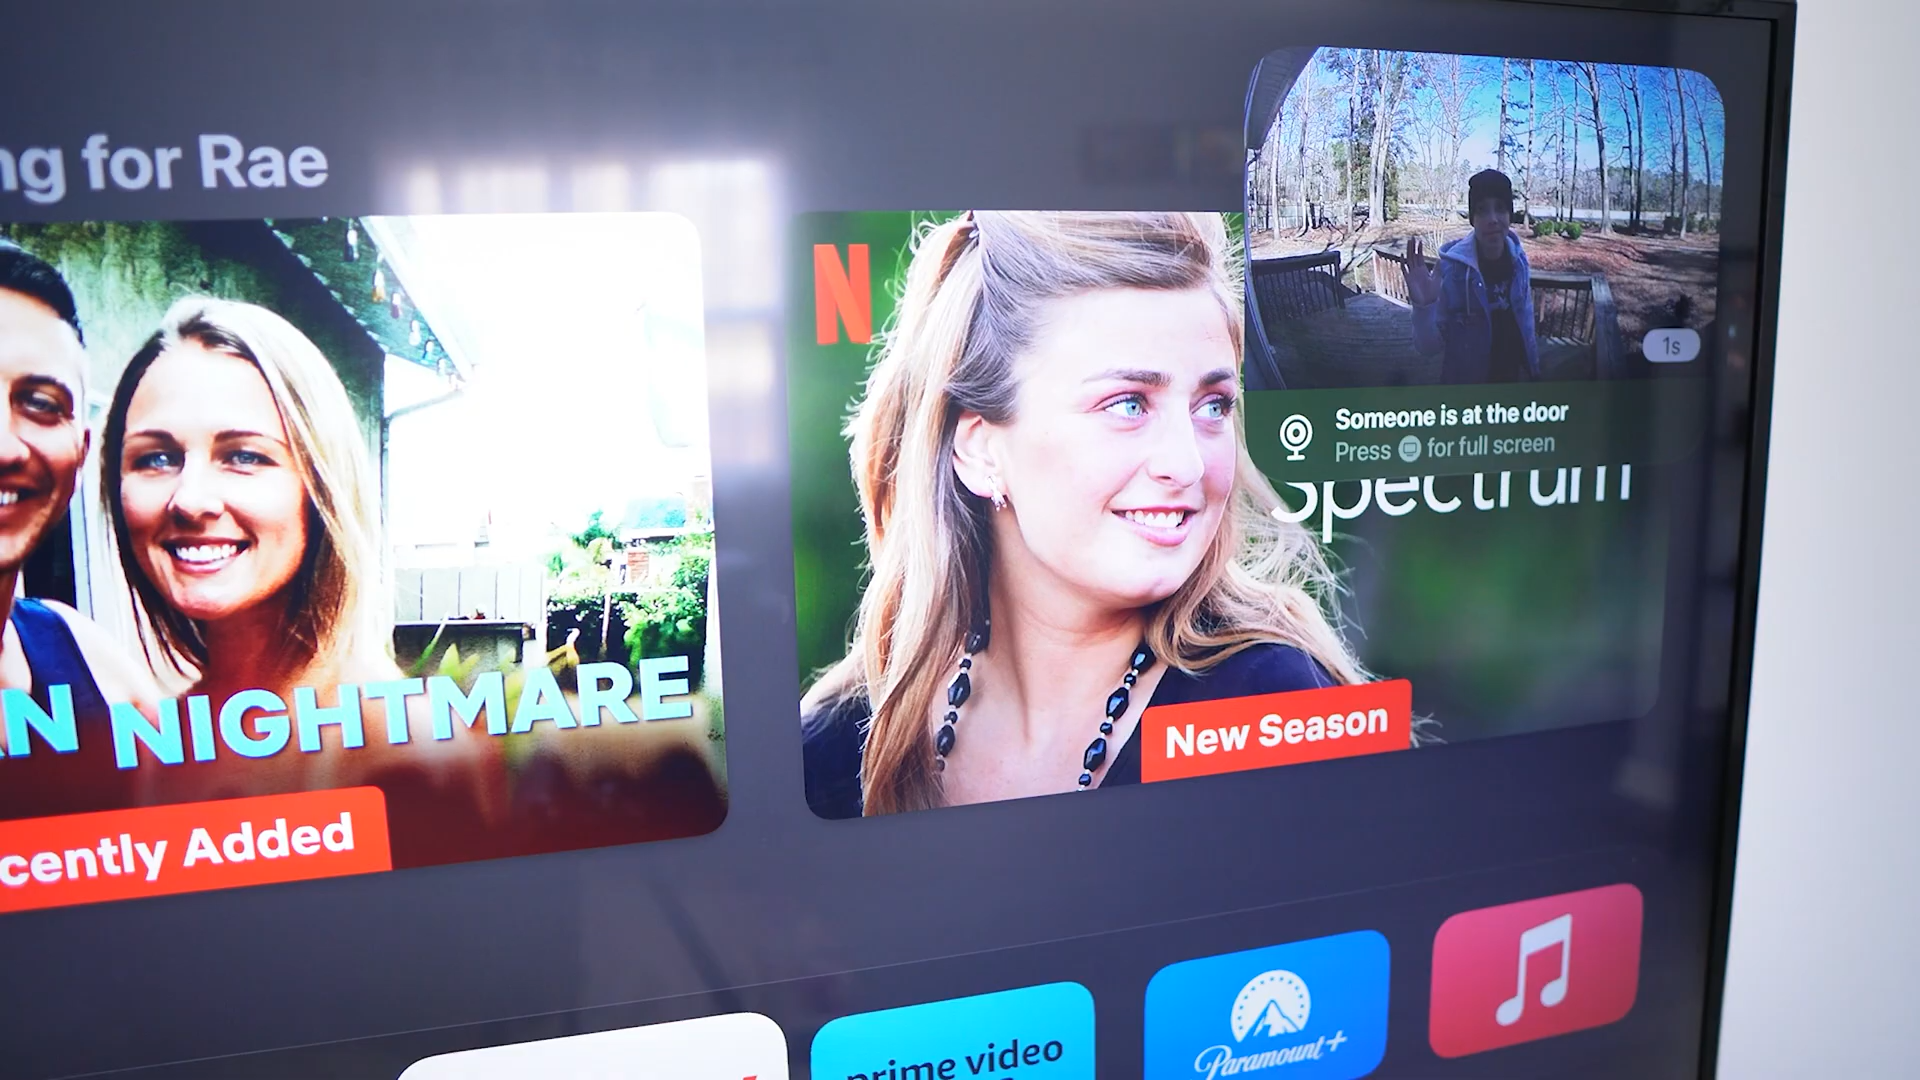 ng for Rae
N
1s
Someone is at the door
Press for full screen
Spectrum
AN NIGHTMARE
New Season
cently Added
prime video
Paramount+